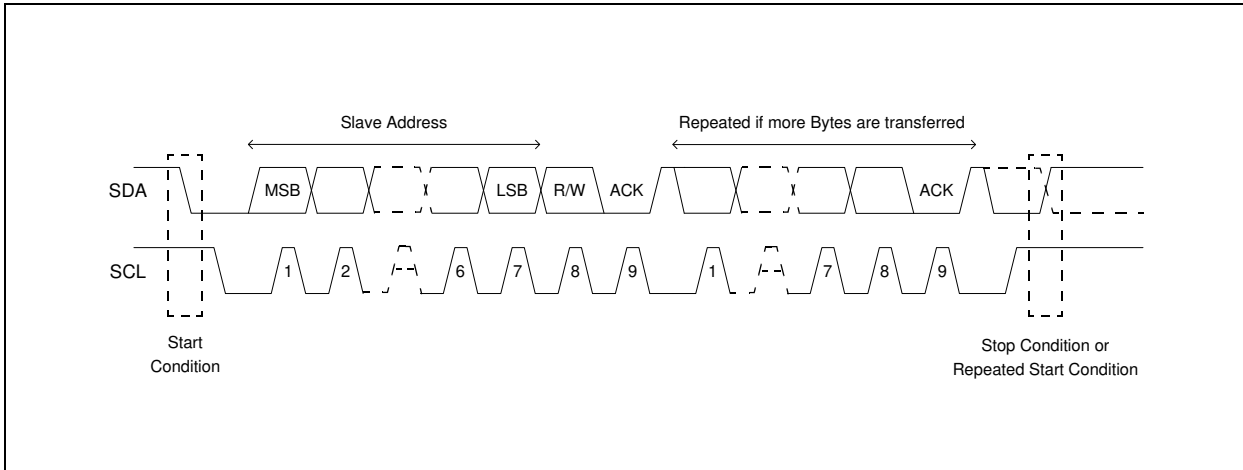 Slave Address
Repeated if more Bytes are transferred
SDA
MSB
LSB
R/W
ACK
ACK
SCL
1
2
6
7
8
9
1
7
8
9
Start
Condition
Stop Condition or
Repeated Start Condition